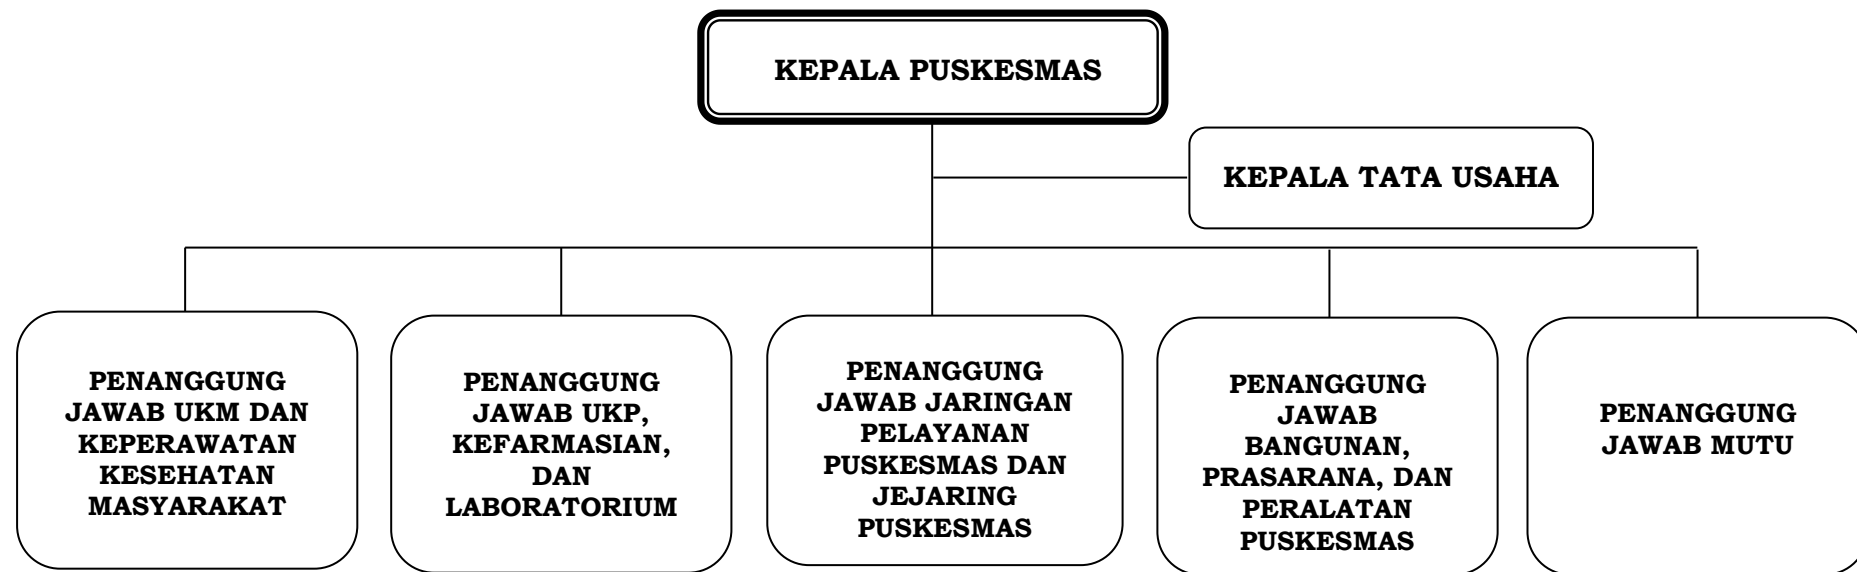 KEPALA PUSKESMAS
KEPALA TATA USAHA
PENANGGUNG
JAWAB UKM DAN
KEPERAWATAN
KESEHATAN
MASYARAKAT
PENANGGUNG
JAWAB UKP,
KEFARMASIAN,
DAN
LABORATORIUM
PENANGGUNG
JAWAB JARINGAN
PELAYANAN
PUSKESMAS DAN
JEJARING
PUSKESMAS
PENANGGUNG
JAWAB
BANGUNAN,
PRASARANA, DAN
PERALATAN
PUSKESMAS
PENANGGUNG
JAWAB MUTU